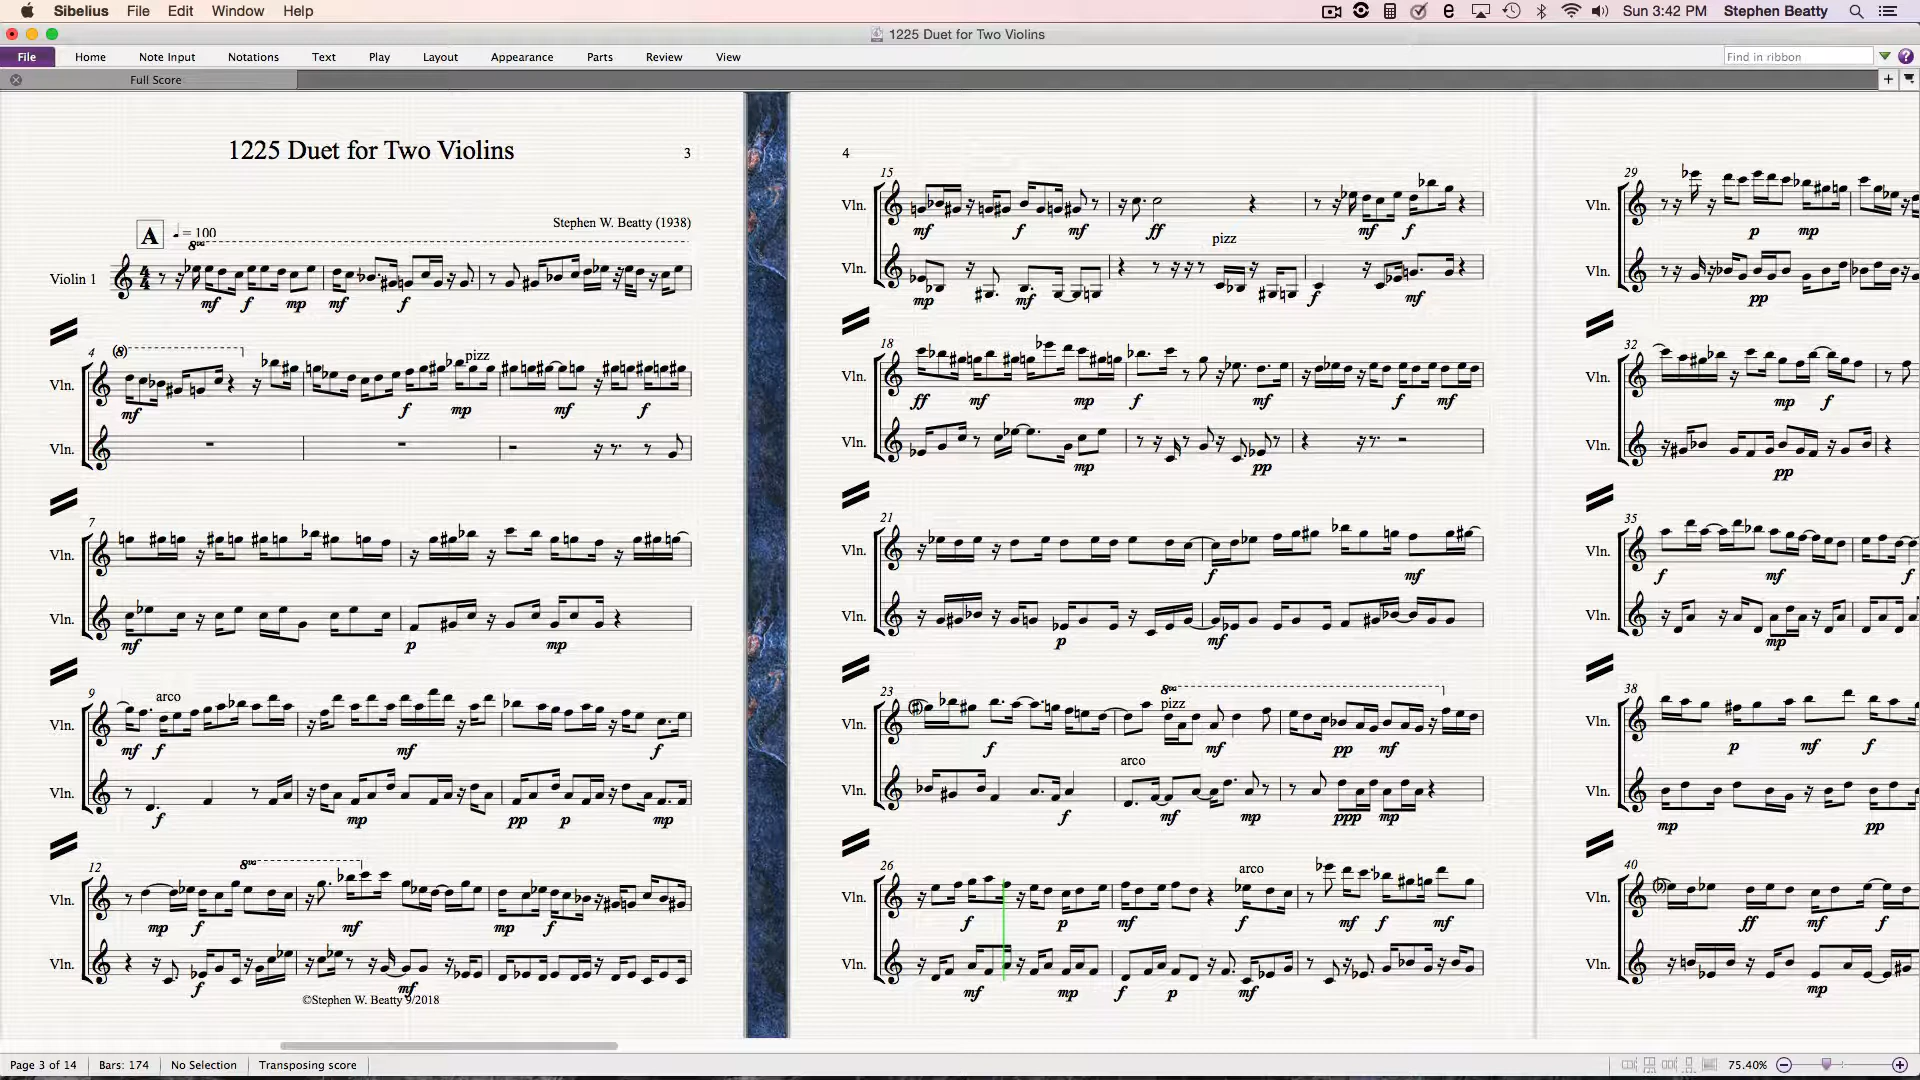 Sibelius File Edit Window Help
Sun 3:42 PM Stephen Beatty
1225 Duet for Two Violins
File Home Note Input Notations Text Play Layout Appearance Parts Review View
Find in ribbon
Full Score
1225 Duet for Two Violins
3
Stephen W. Beatty (1938)
A = 100
8va
Violin 1
mf f mp mf f
4
(8)
pizz
Vln.
mf f mp mf f
Vln.
7
Vln.
Vln.
mf p mp
9
arco
Vln.
mf f mf f
Vln.
f mp pp p mp
12
8va
Vln.
mp f mf mp f
Vln.
f mf
©Stephen W. Beatty 9/2018
4
15
Vln.
mf f mf ff mf f
pizz
Vln.
mp mf f mf
18
Vln.
ff mf mp f mf f mf
Vln.
mp pp
21
Vln.
f mf
Vln.
p mf
23
8va
pizz
Vln.
f mf pp mf
arco
Vln.
f mf mp ppp mp
26
arco
Vln.
f p mf f mf f mf
Vln.
mf mp f p mf
29
Vln.
p mp
Vln.
pp
32
Vln.
mp f
Vln.
pp
35
Vln.
f mf f
Vln.
mp
38
Vln.
p mf f
Vln.
mp pp
40
Vln.
ff mf f
Vln.
mp
Page 3 of 14 Bars: 174 No Selection Transposing score
75.40%